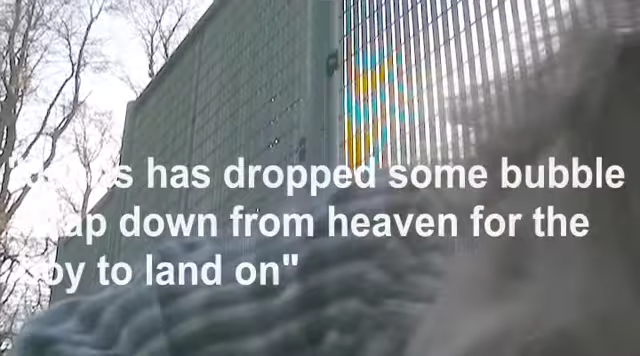 has dropped some bubble
down from heaven for the
to land on"